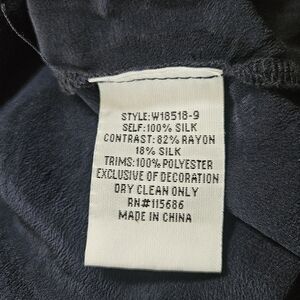 STYLE:W18518-9
SELF:100% SILK
CONTRAST: 82% RAYON
18% SILK
TRIMS:100% POLYESTER
EXCLUSIVE OF DECORATION
DRY CLEAN ONLY
RN#115686
MADE IN CHINA